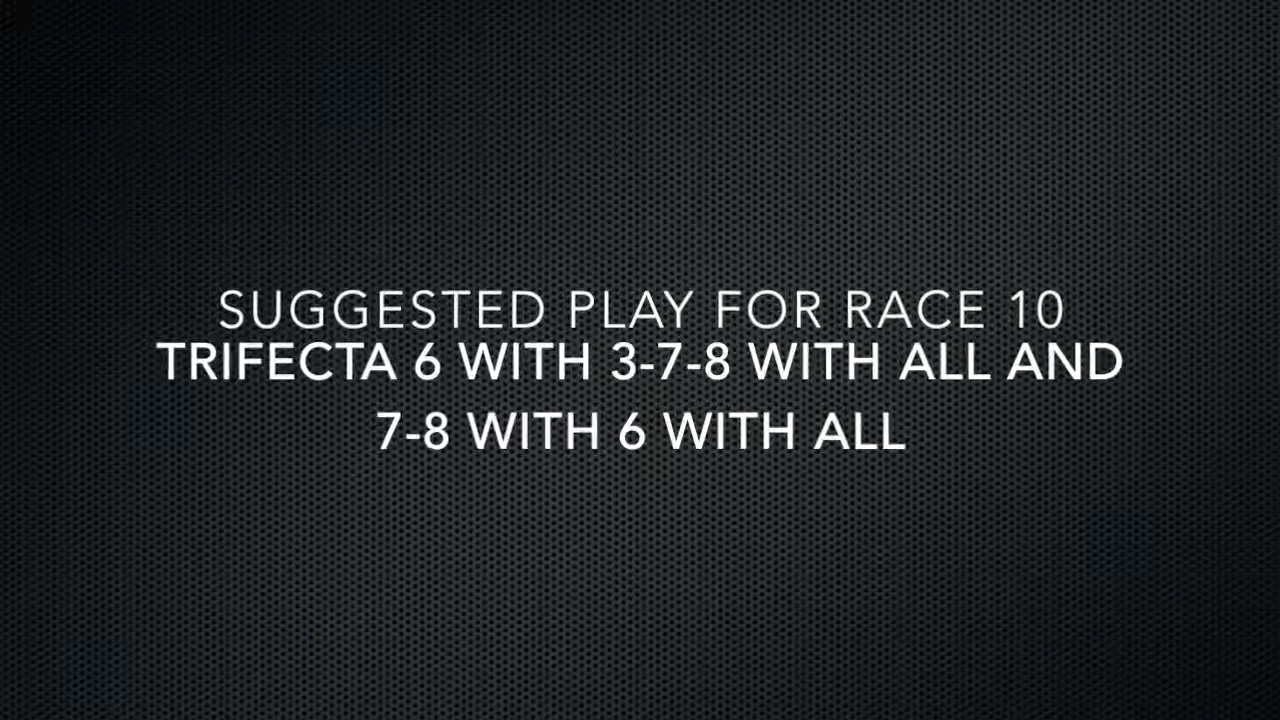 SUGGESTED PLAY FOR RACE 10
TRIFECTA 6 WITH 3-7-8 WITH ALL AND
7-8 WITH 6 WITH ALL